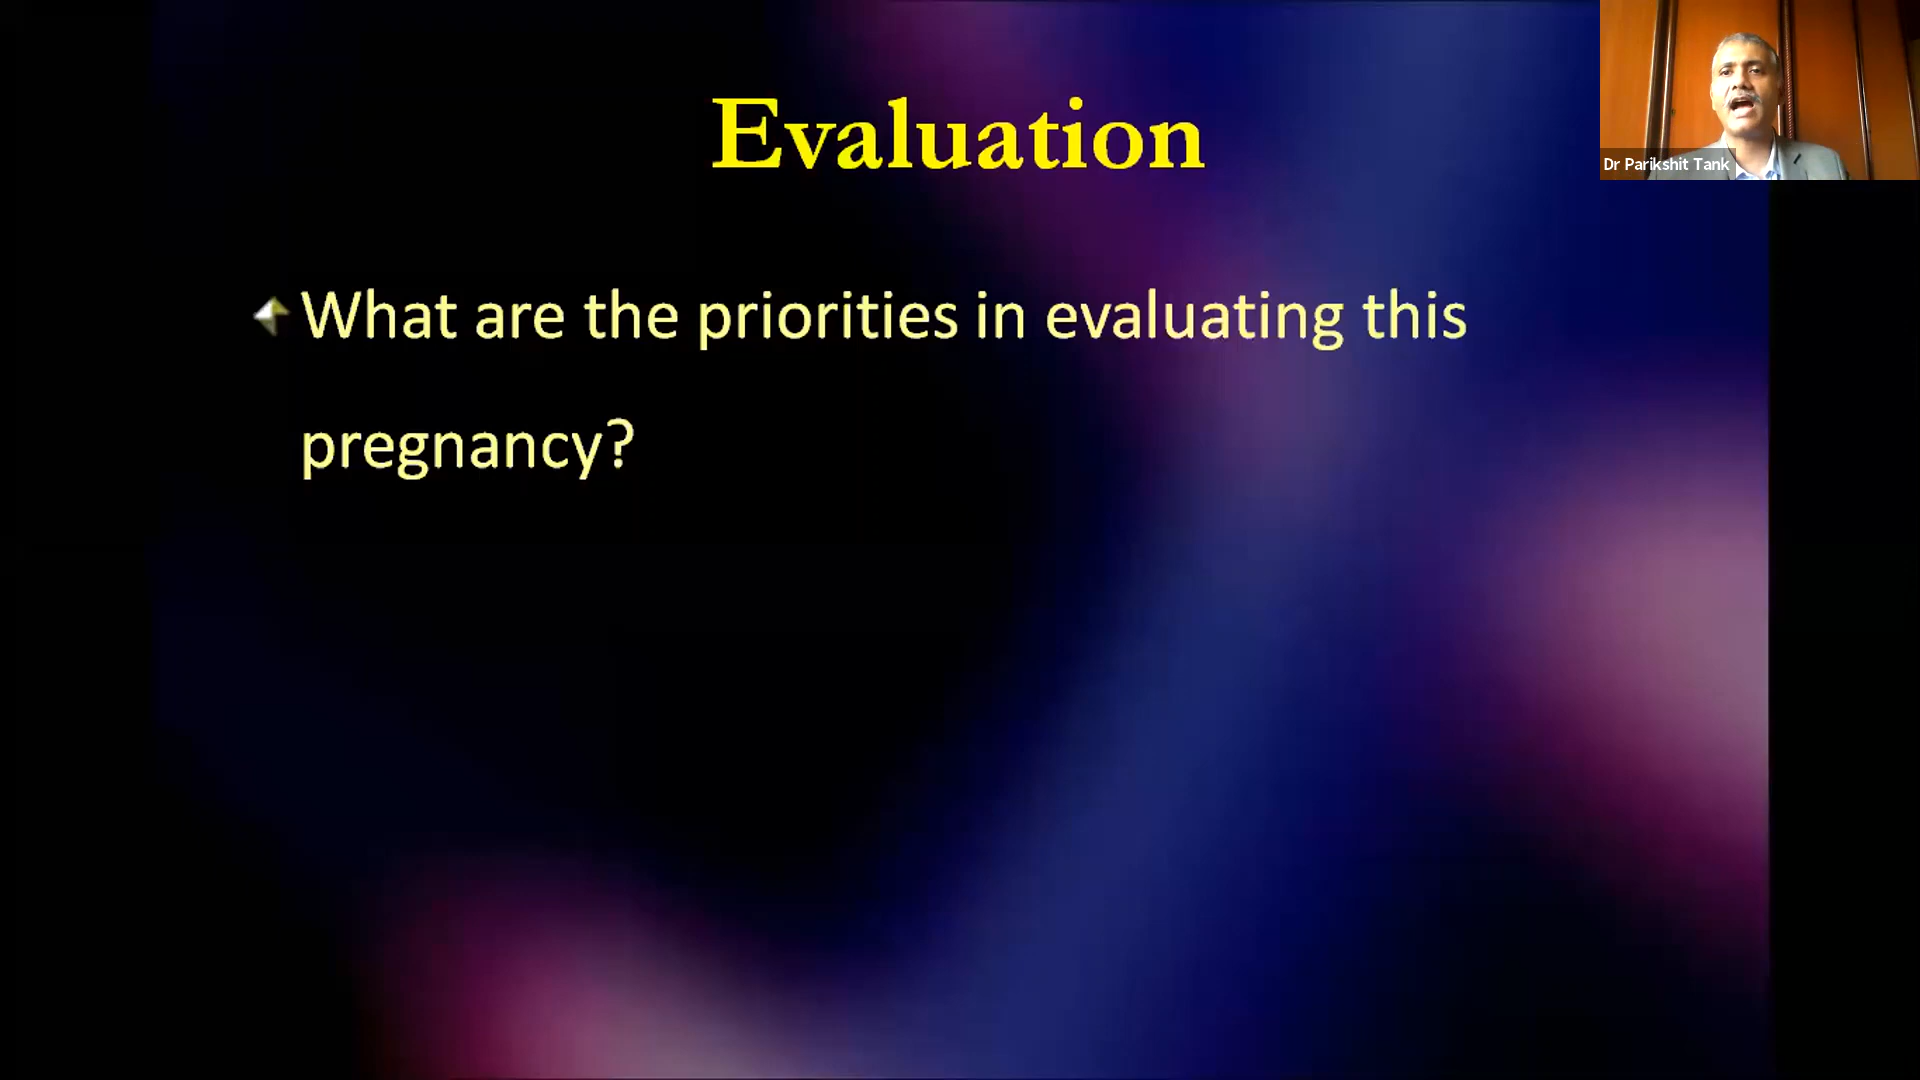 Evaluation
What are the priorities in evaluating this
pregnancy?
Dr Parikshit Tank